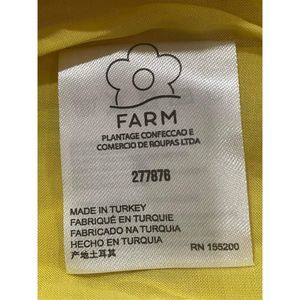 FARM
PLANTAGE CONFECCAO E
COMERCIO DE ROUPAS LTDA
277876
MADE IN TURKEY
FABRIQUÉ EN TURQUIE
FABRICADO NA TURQUIA
HECHO EN TURQUIA
产地土耳其
RN 155200